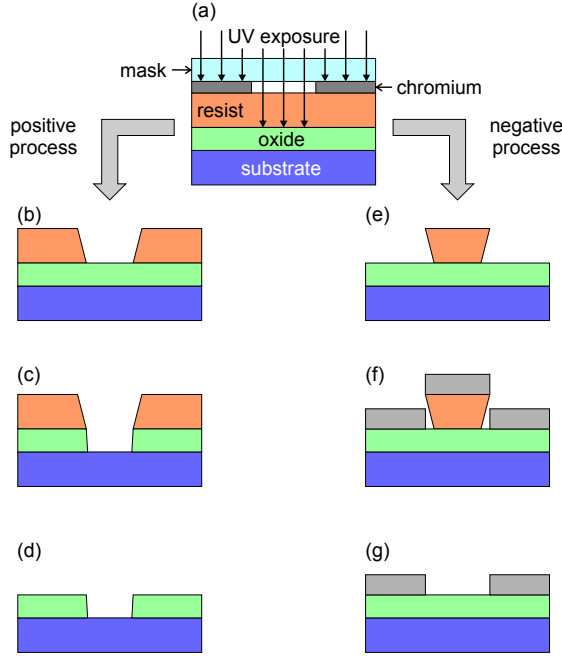 (a)
UV exposure
mask
chromium
resist
oxide
substrate
positive
process
negative
process
(b)
(e)
(c)
(f)
(d)
(g)